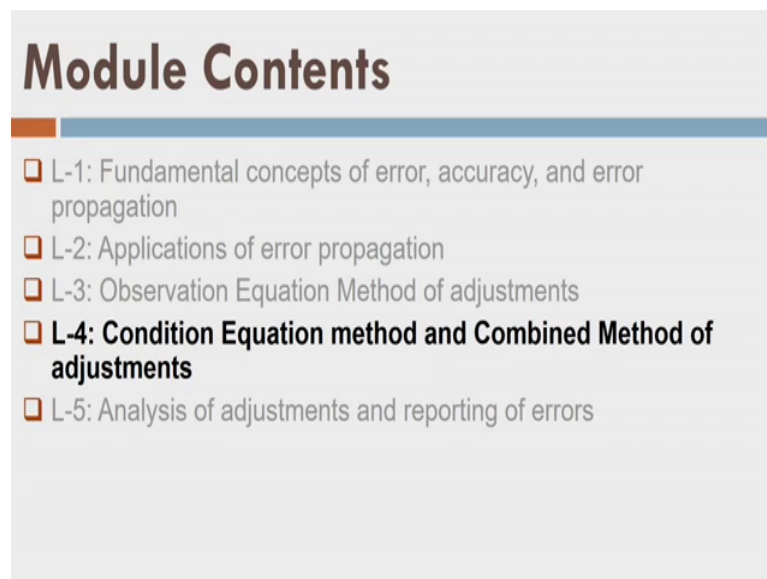 Module Contents
L-1: Fundamental concepts of error, accuracy, and error
propagation
L-2: Applications of error propagation
L-3: Observation Equation Method of adjustments
L-4: Condition Equation method and Combined Method of
adjustments
L-5: Analysis of adjustments and reporting of errors